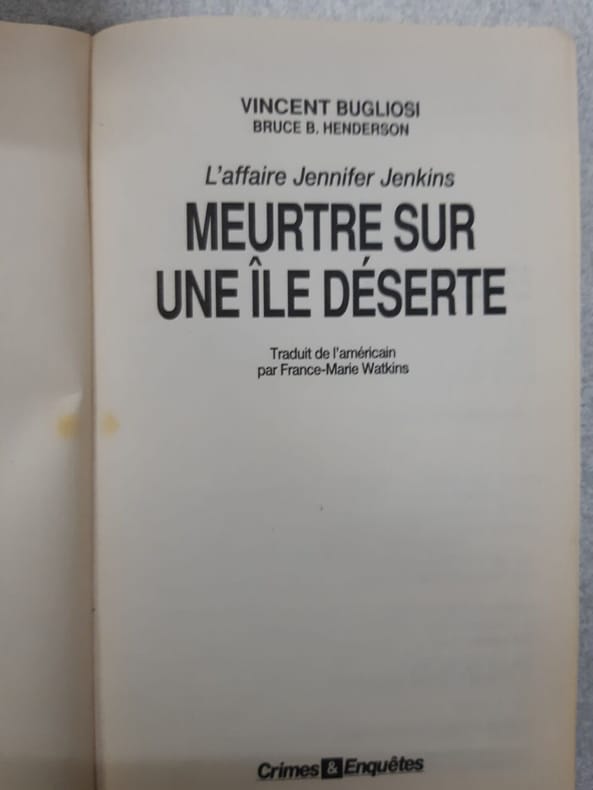 VINCENT BUGLIOSI
BRUCE B. HENDERSON
L'affaire Jennifer Jenkins
MEURTRE SUR
UNE ÎLE DÉSERTE
Traduit de l'américain
par France-Marie Watkins
Crimes & Enquêtes